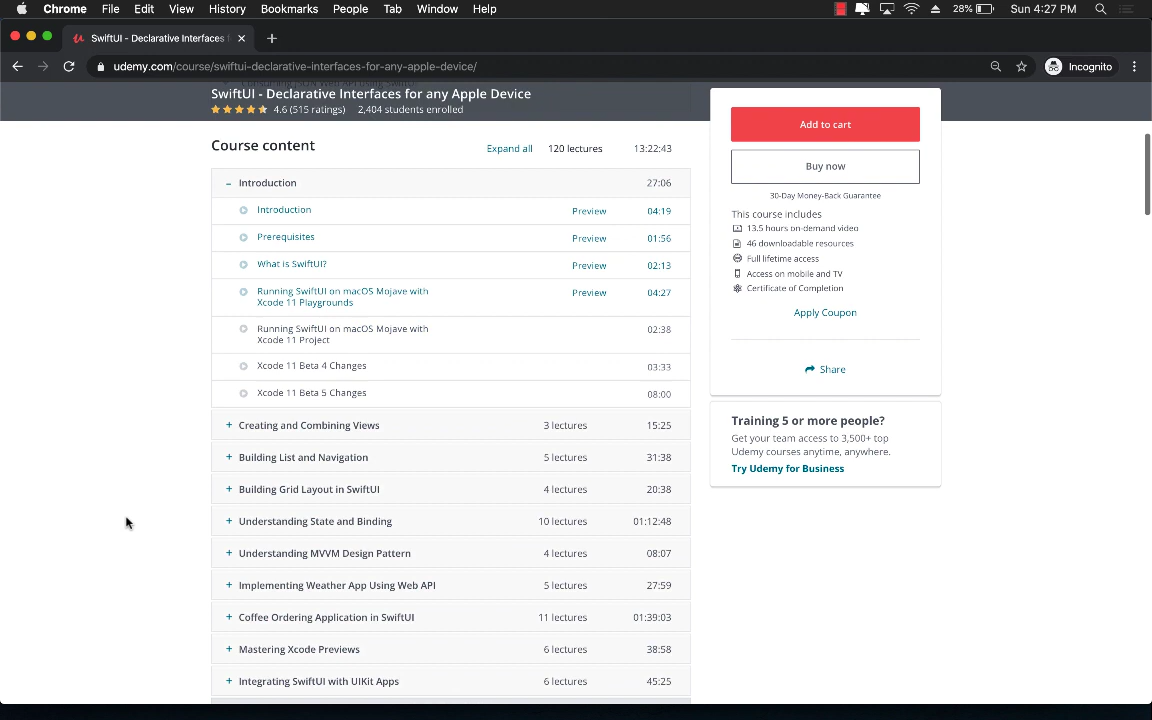 Chrome File Edit View History Bookmarks People Tab Window Help 28% Sun 4:27 PM
SwiftUI - Declarative Interfaces f
udemy.com/course/swiftui-declarative-interfaces-for-any-apple-device/ Incognito
SwiftUI - Declarative Interfaces for any Apple Device
4.6 (515 ratings) 2,404 students enrolled
Course content Expand all 120 lectures 13:22:43
– Introduction 27:06
Introduction Preview 04:19
Prerequisites Preview 01:56
What is SwiftUI? Preview 02:13
Running SwiftUI on macOS Mojave with Preview 04:27
Xcode 11 Playgrounds
Running SwiftUI on macOS Mojave with 02:38
Xcode 11 Project
Xcode 11 Beta 4 Changes 03:33
Xcode 11 Beta 5 Changes 08:00
+ Creating and Combining Views 3 lectures 15:25
+ Building List and Navigation 5 lectures 31:38
+ Building Grid Layout in SwiftUI 4 lectures 20:38
+ Understanding State and Binding 10 lectures 01:12:48
+ Understanding MVVM Design Pattern 4 lectures 08:07
+ Implementing Weather App Using Web API 5 lectures 27:59
+ Coffee Ordering Application in SwiftUI 11 lectures 01:39:03
+ Mastering Xcode Previews 6 lectures 38:58
+ Integrating SwiftUI with UIKit Apps 6 lectures 45:25
Add to cart
Buy now
30-Day Money-Back Guarantee
This course includes
13.5 hours on-demand video
46 downloadable resources
Full lifetime access
Access on mobile and TV
Certificate of Completion
Apply Coupon
Share
Training 5 or more people?
Get your team access to 3,500+ top
Udemy courses anytime, anywhere.
Try Udemy for Business